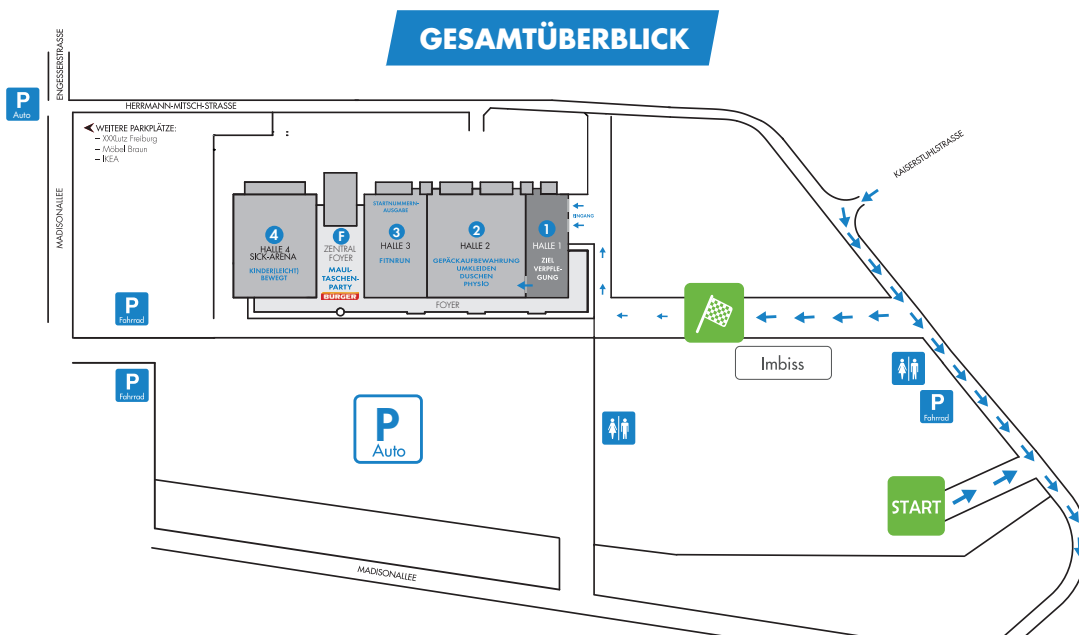 GESAMTÜBERBLICK
ENGESSERSTRASSE
P
Auto
HERRMANN-MITSCH-STRASSE
WEITERE PARKPLÄTZE:
– XXXLutz Freiburg
– Möbel Braun
– IKEA
KAISERSTUHLSTRASSE
MADISONALLEE
4
HALLE 4
SICK-ARENA
KINDER(LEICHT)
BEWEGT
F
ZENTRAL
FOYER
MAUL-
TASCHEN-
PARTY
BÜRGER
STARTNUMMERN-
AUSGABE
3
HALLE 3
FIT'N'RUN
2
HALLE 2
GEPÄCKAUFBEWAHRUNG
UMKLEIDEN
DUSCHEN
PHYSIO
1
HALLE 1
ZIEL
VERPFLE-
GUNG
EINGANG
FOYER
P
Fahrrad
Imbiss
P
Fahrrad
P
Auto
P
Fahrrad
START
MADISONALLEE